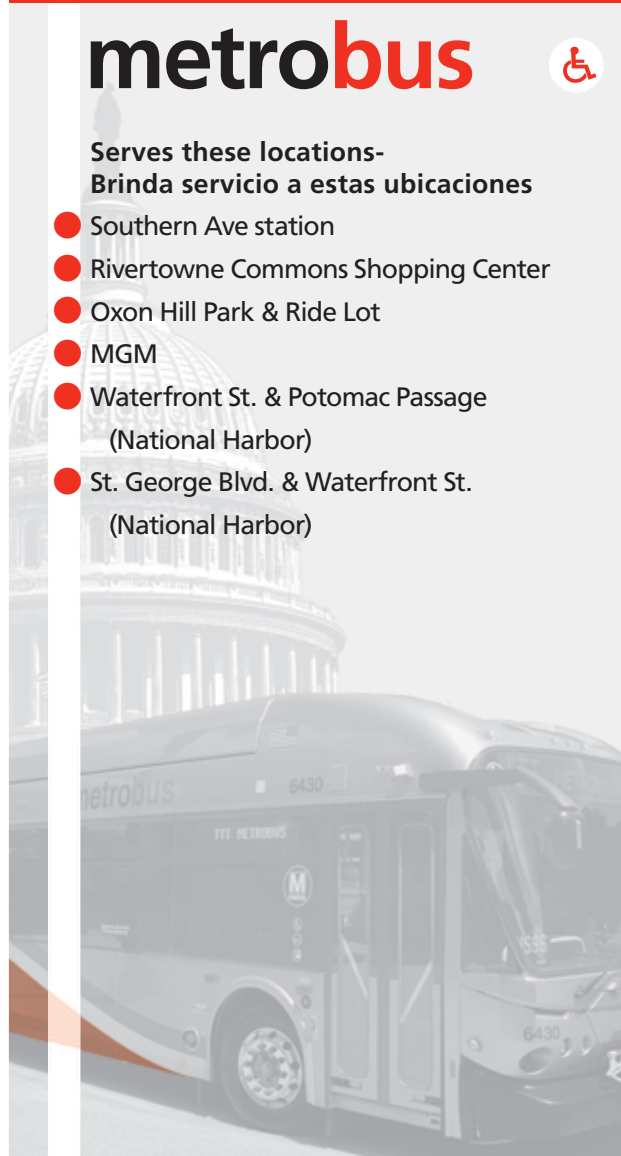 metrobus
Serves these locations-
Brinda servicio a estas ubicaciones
Southern Ave station
Rivertowne Commons Shopping Center
Oxon Hill Park & Ride Lot
MGM
Waterfront St. & Potomac Passage
(National Harbor)
St. George Blvd. & Waterfront St.
(National Harbor)
metrobus
6430
TTT METROBUS
M
6430